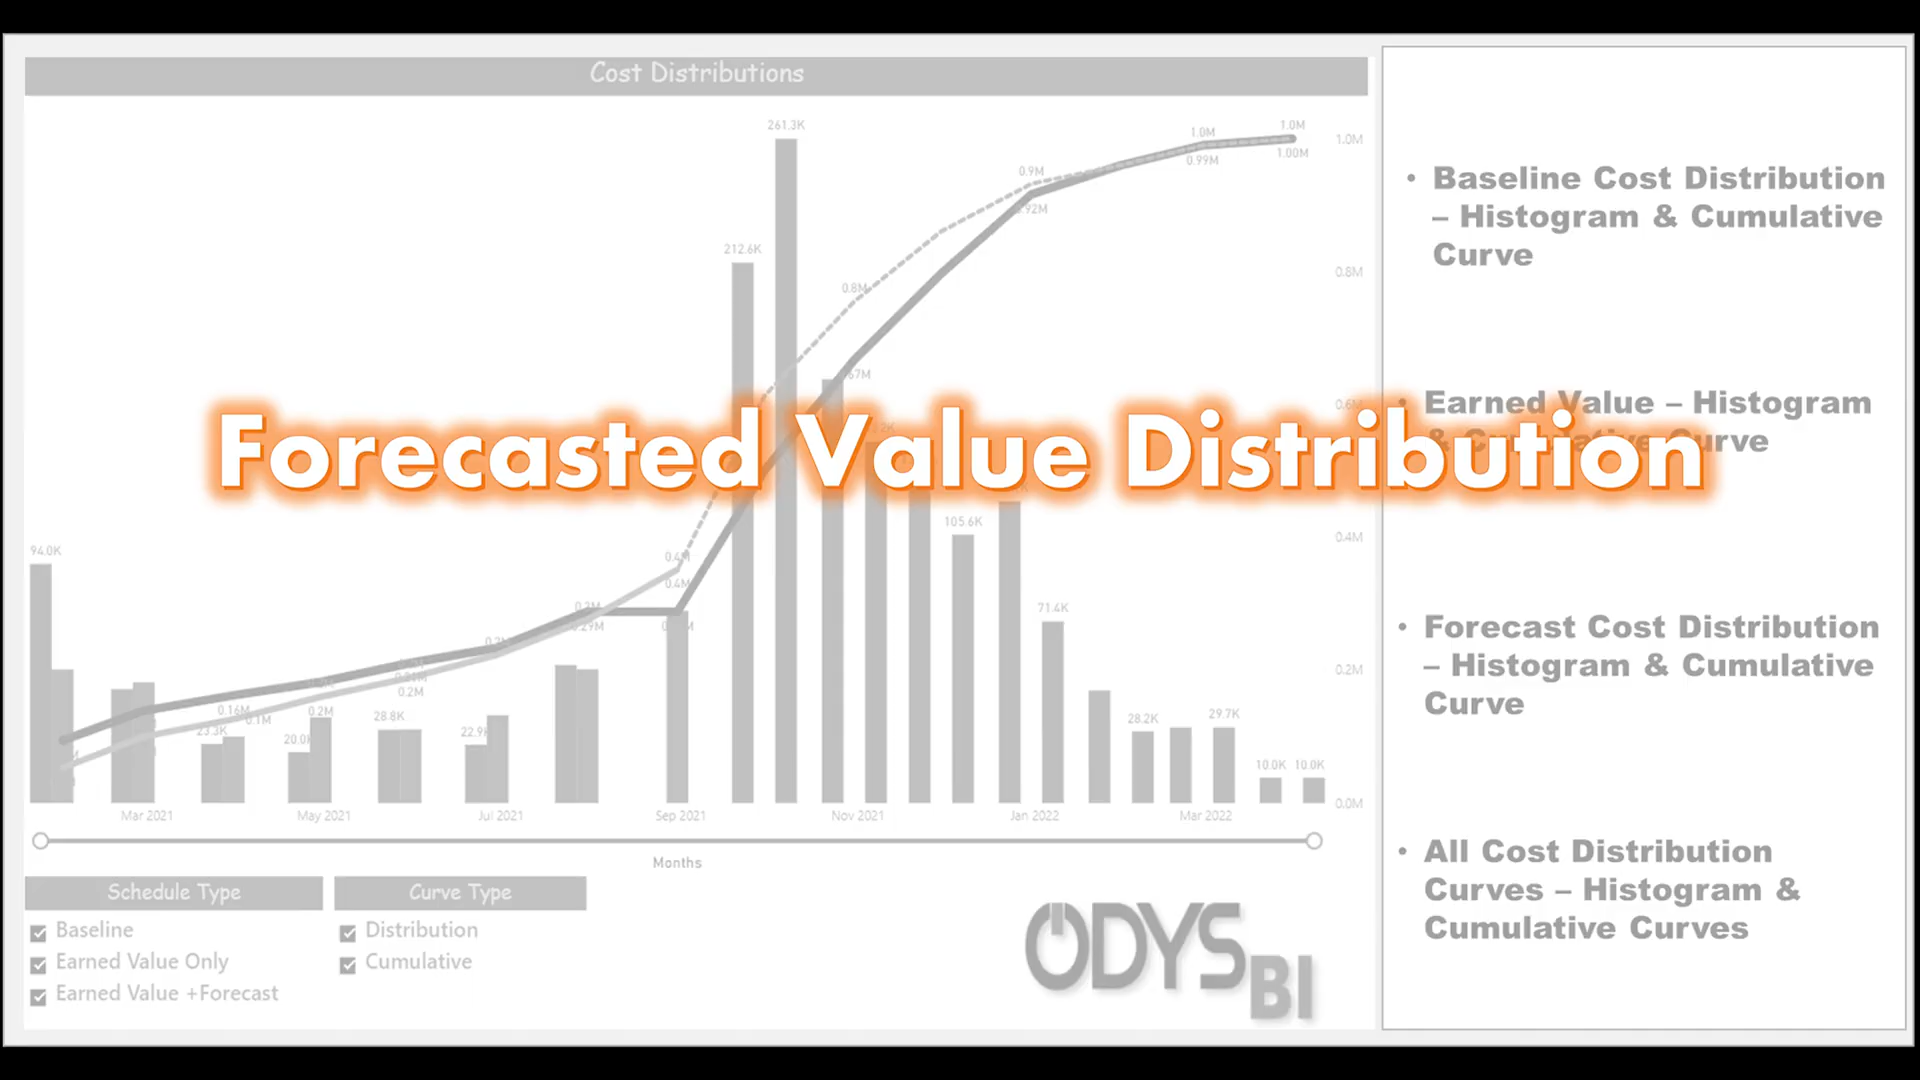 Cost Distributions
261.3K
1.0M
1.0M
1.0M
0.99M
1.00M
0.9M
212.6K
0.8M
0.8M
Forecasted Value Distribution
94.0K
0.4M
0.4M
105.6K
0.4M
71.4K
0.2M
0.16M
0.2M
0.2M
28.8K
28.2K
29.7K
10.0K
10.0K
0.0M
Mar 2021
May 2021
Jul 2021
Sep 2021
Nov 2021
Jan 2022
Mar 2022
Months
Schedule Type
Curve Type
Baseline
Earned Value Only
Earned Value +Forecast
Distribution
Cumulative
ODYS
BI
• Baseline Cost Distribution
– Histogram & Cumulative
Curve
• Earned Value – Histogram
& Cumulative Curve
• Forecast Cost Distribution
– Histogram & Cumulative
Curve
• All Cost Distribution
Curves – Histogram &
Cumulative Curves